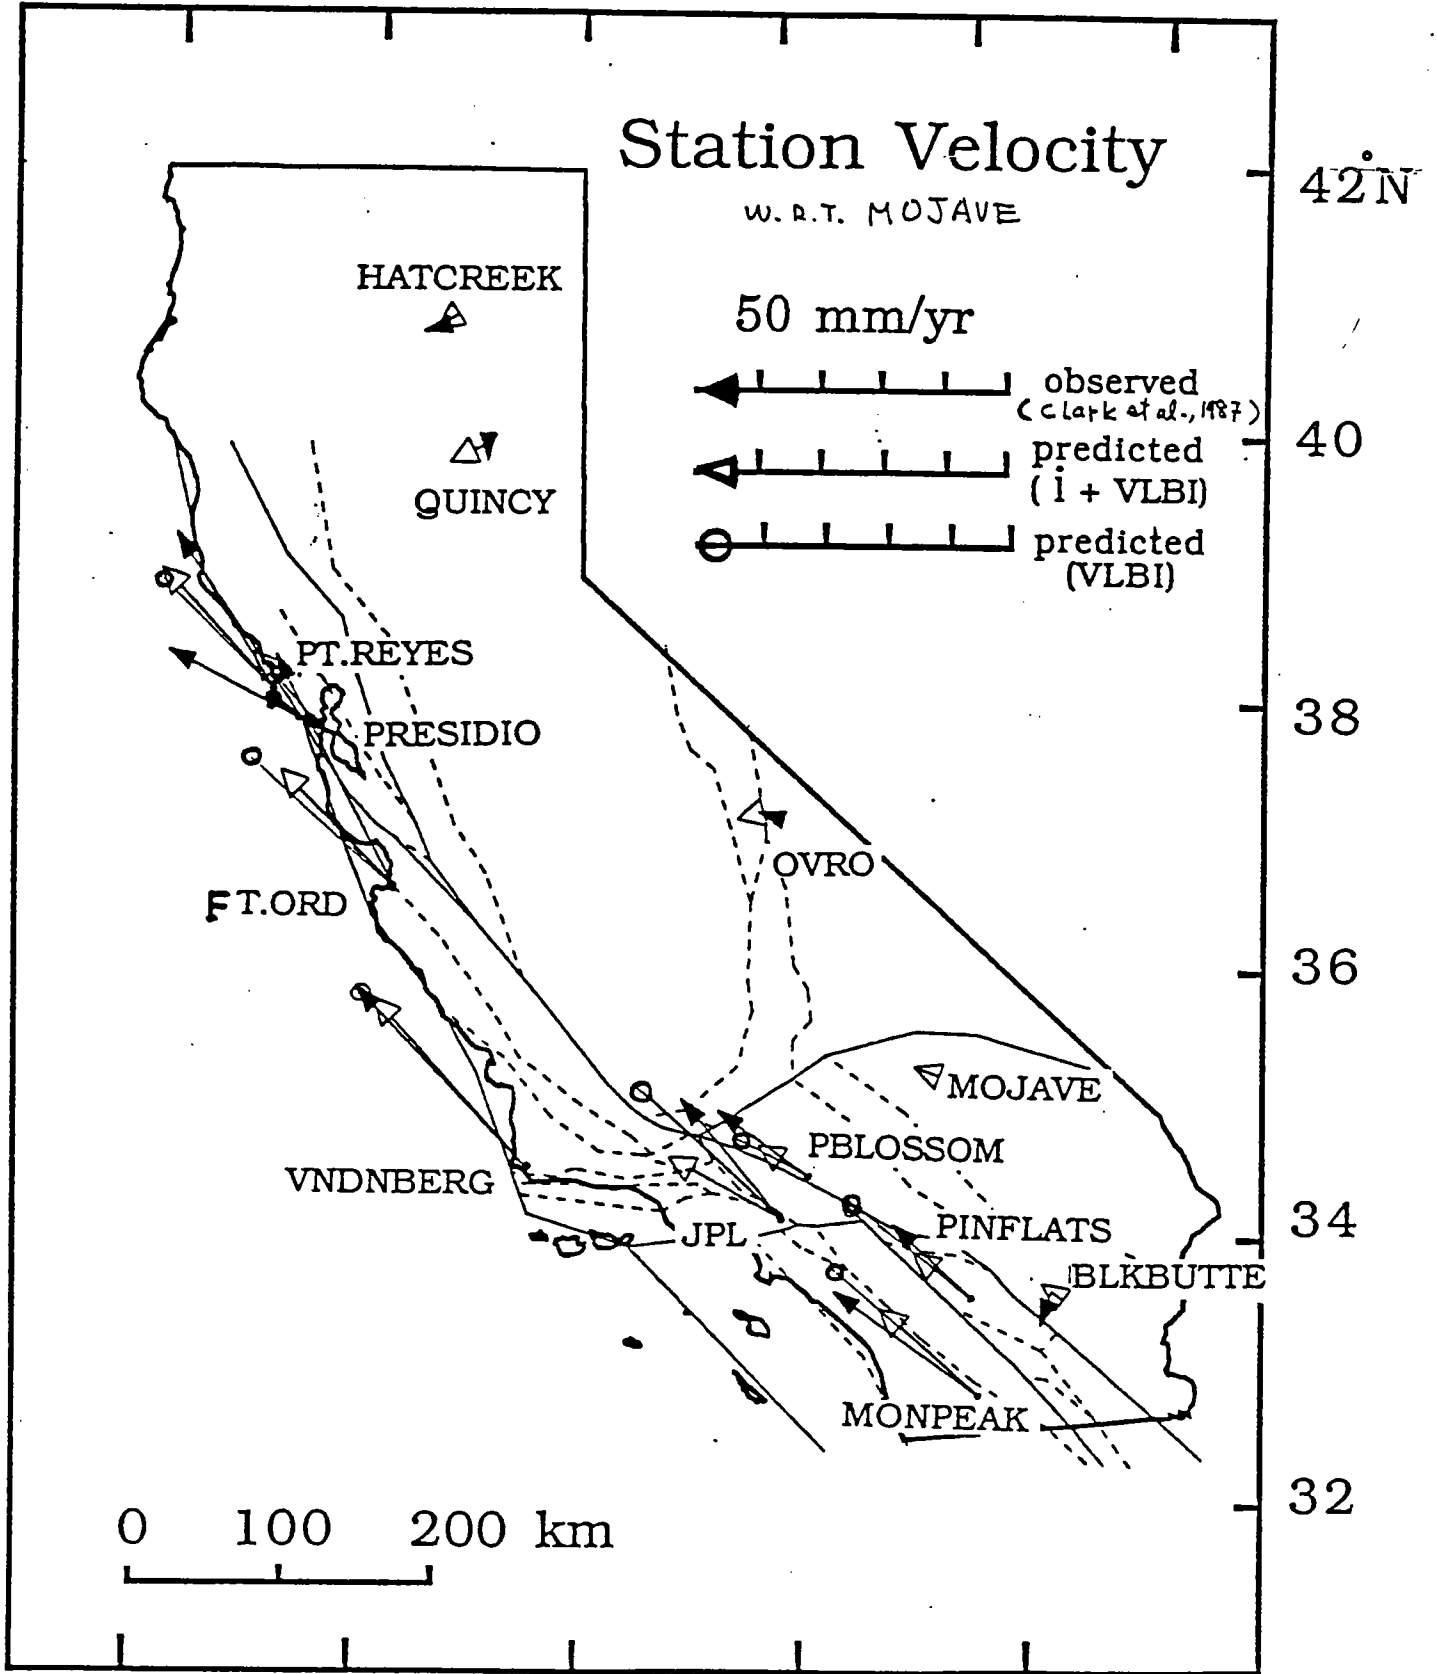 Station Velocity
W.R.T. MOJAVE
42°N
HATCREEK
50 mm/yr
observed
(Clark et al., 1987)
40
predicted
(i + VLBI)
QUINCY
predicted
(VLBI)
PT.REYES
38
PRESIDIO
OVRO
FT.ORD
36
MOJAVE
PBLOSSOM
VNDNBERG
34
JPL
PINFLATS
BLKBUTTE
MONPEAK
32
0 100 200 km